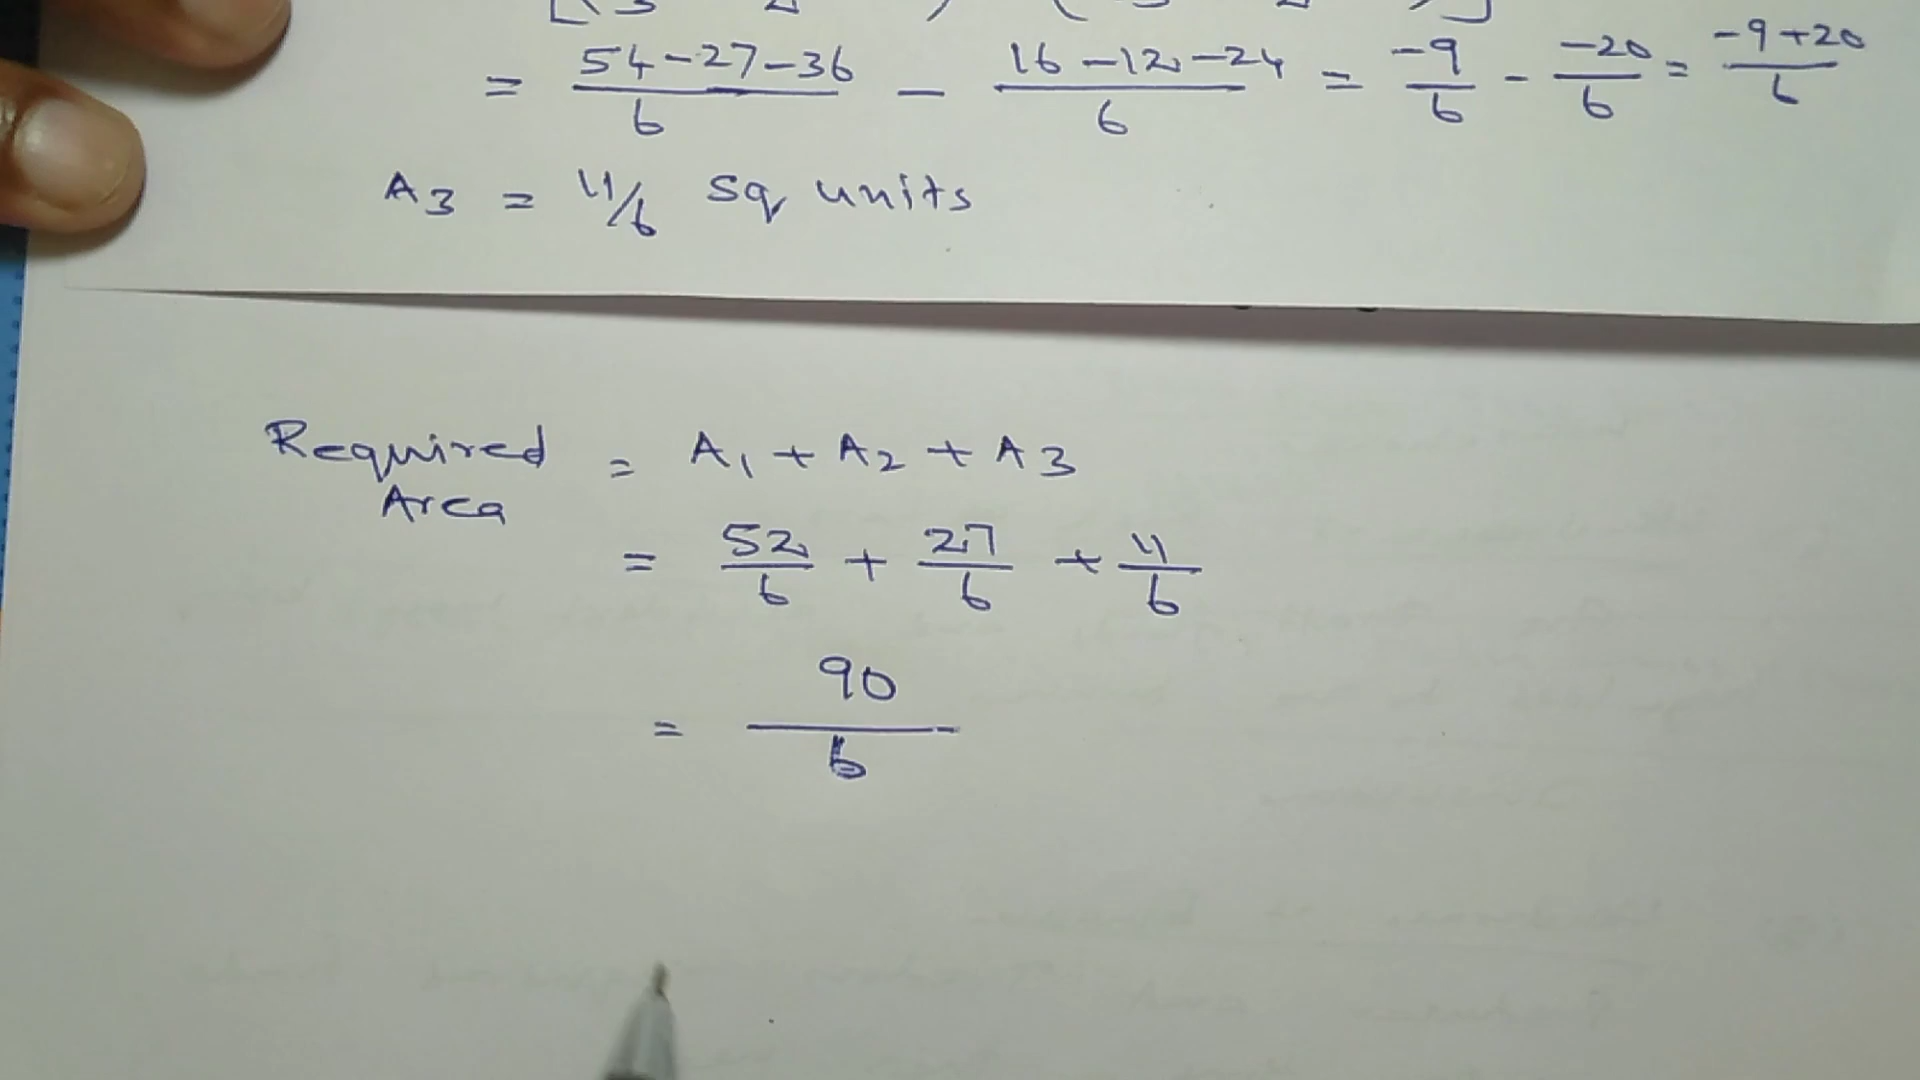 = 54-27-36/6 - 16-12-24/6 = -9/6 - -20/6 = -9+20/6
A3 = 11/6 sq units
Required Area = A1 + A2 + A3
= 52/6 + 27/6 + 11/6
= 90/6